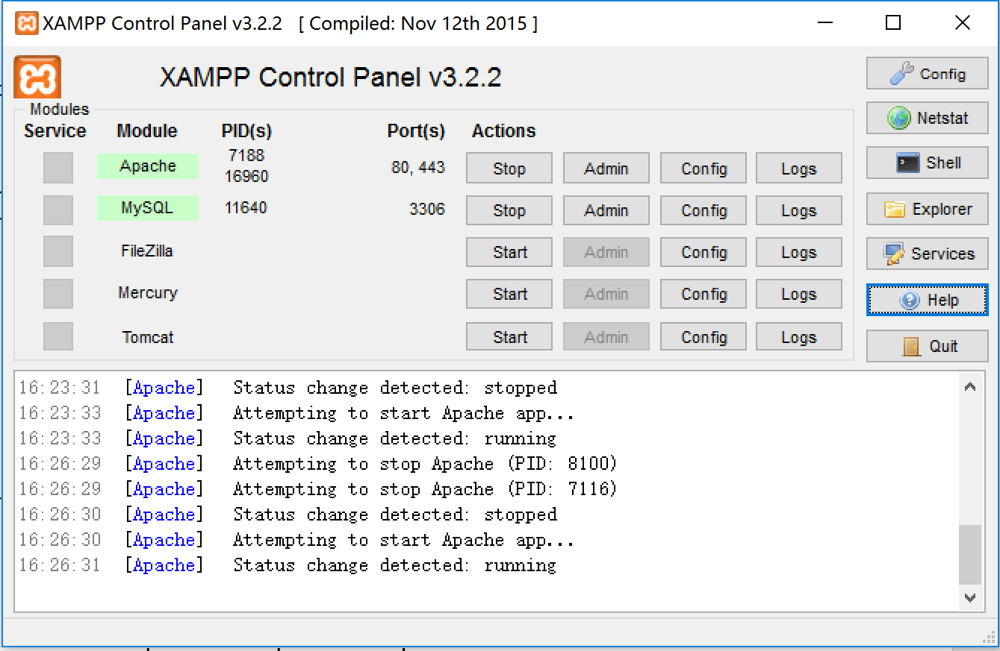 XAMPP Control Panel v3.2.2 [ Compiled: Nov 12th 2015 ]
XAMPP Control Panel v3.2.2
Config
Modules
Service Module PID(s) Port(s) Actions
Netstat
Apache 7188 16960 80, 443 Stop Admin Config Logs
Shell
MySQL 11640 3306 Stop Admin Config Logs
Explorer
FileZilla Start Admin Config Logs
Services
Mercury Start Admin Config Logs
Help
Tomcat Start Admin Config Logs
Quit
16:23:31 [Apache] Status change detected: stopped
16:23:33 [Apache] Attempting to start Apache app...
16:23:33 [Apache] Status change detected: running
16:26:29 [Apache] Attempting to stop Apache (PID: 8100)
16:26:29 [Apache] Attempting to stop Apache (PID: 7116)
16:26:30 [Apache] Status change detected: stopped
16:26:30 [Apache] Attempting to start Apache app...
16:26:31 [Apache] Status change detected: running